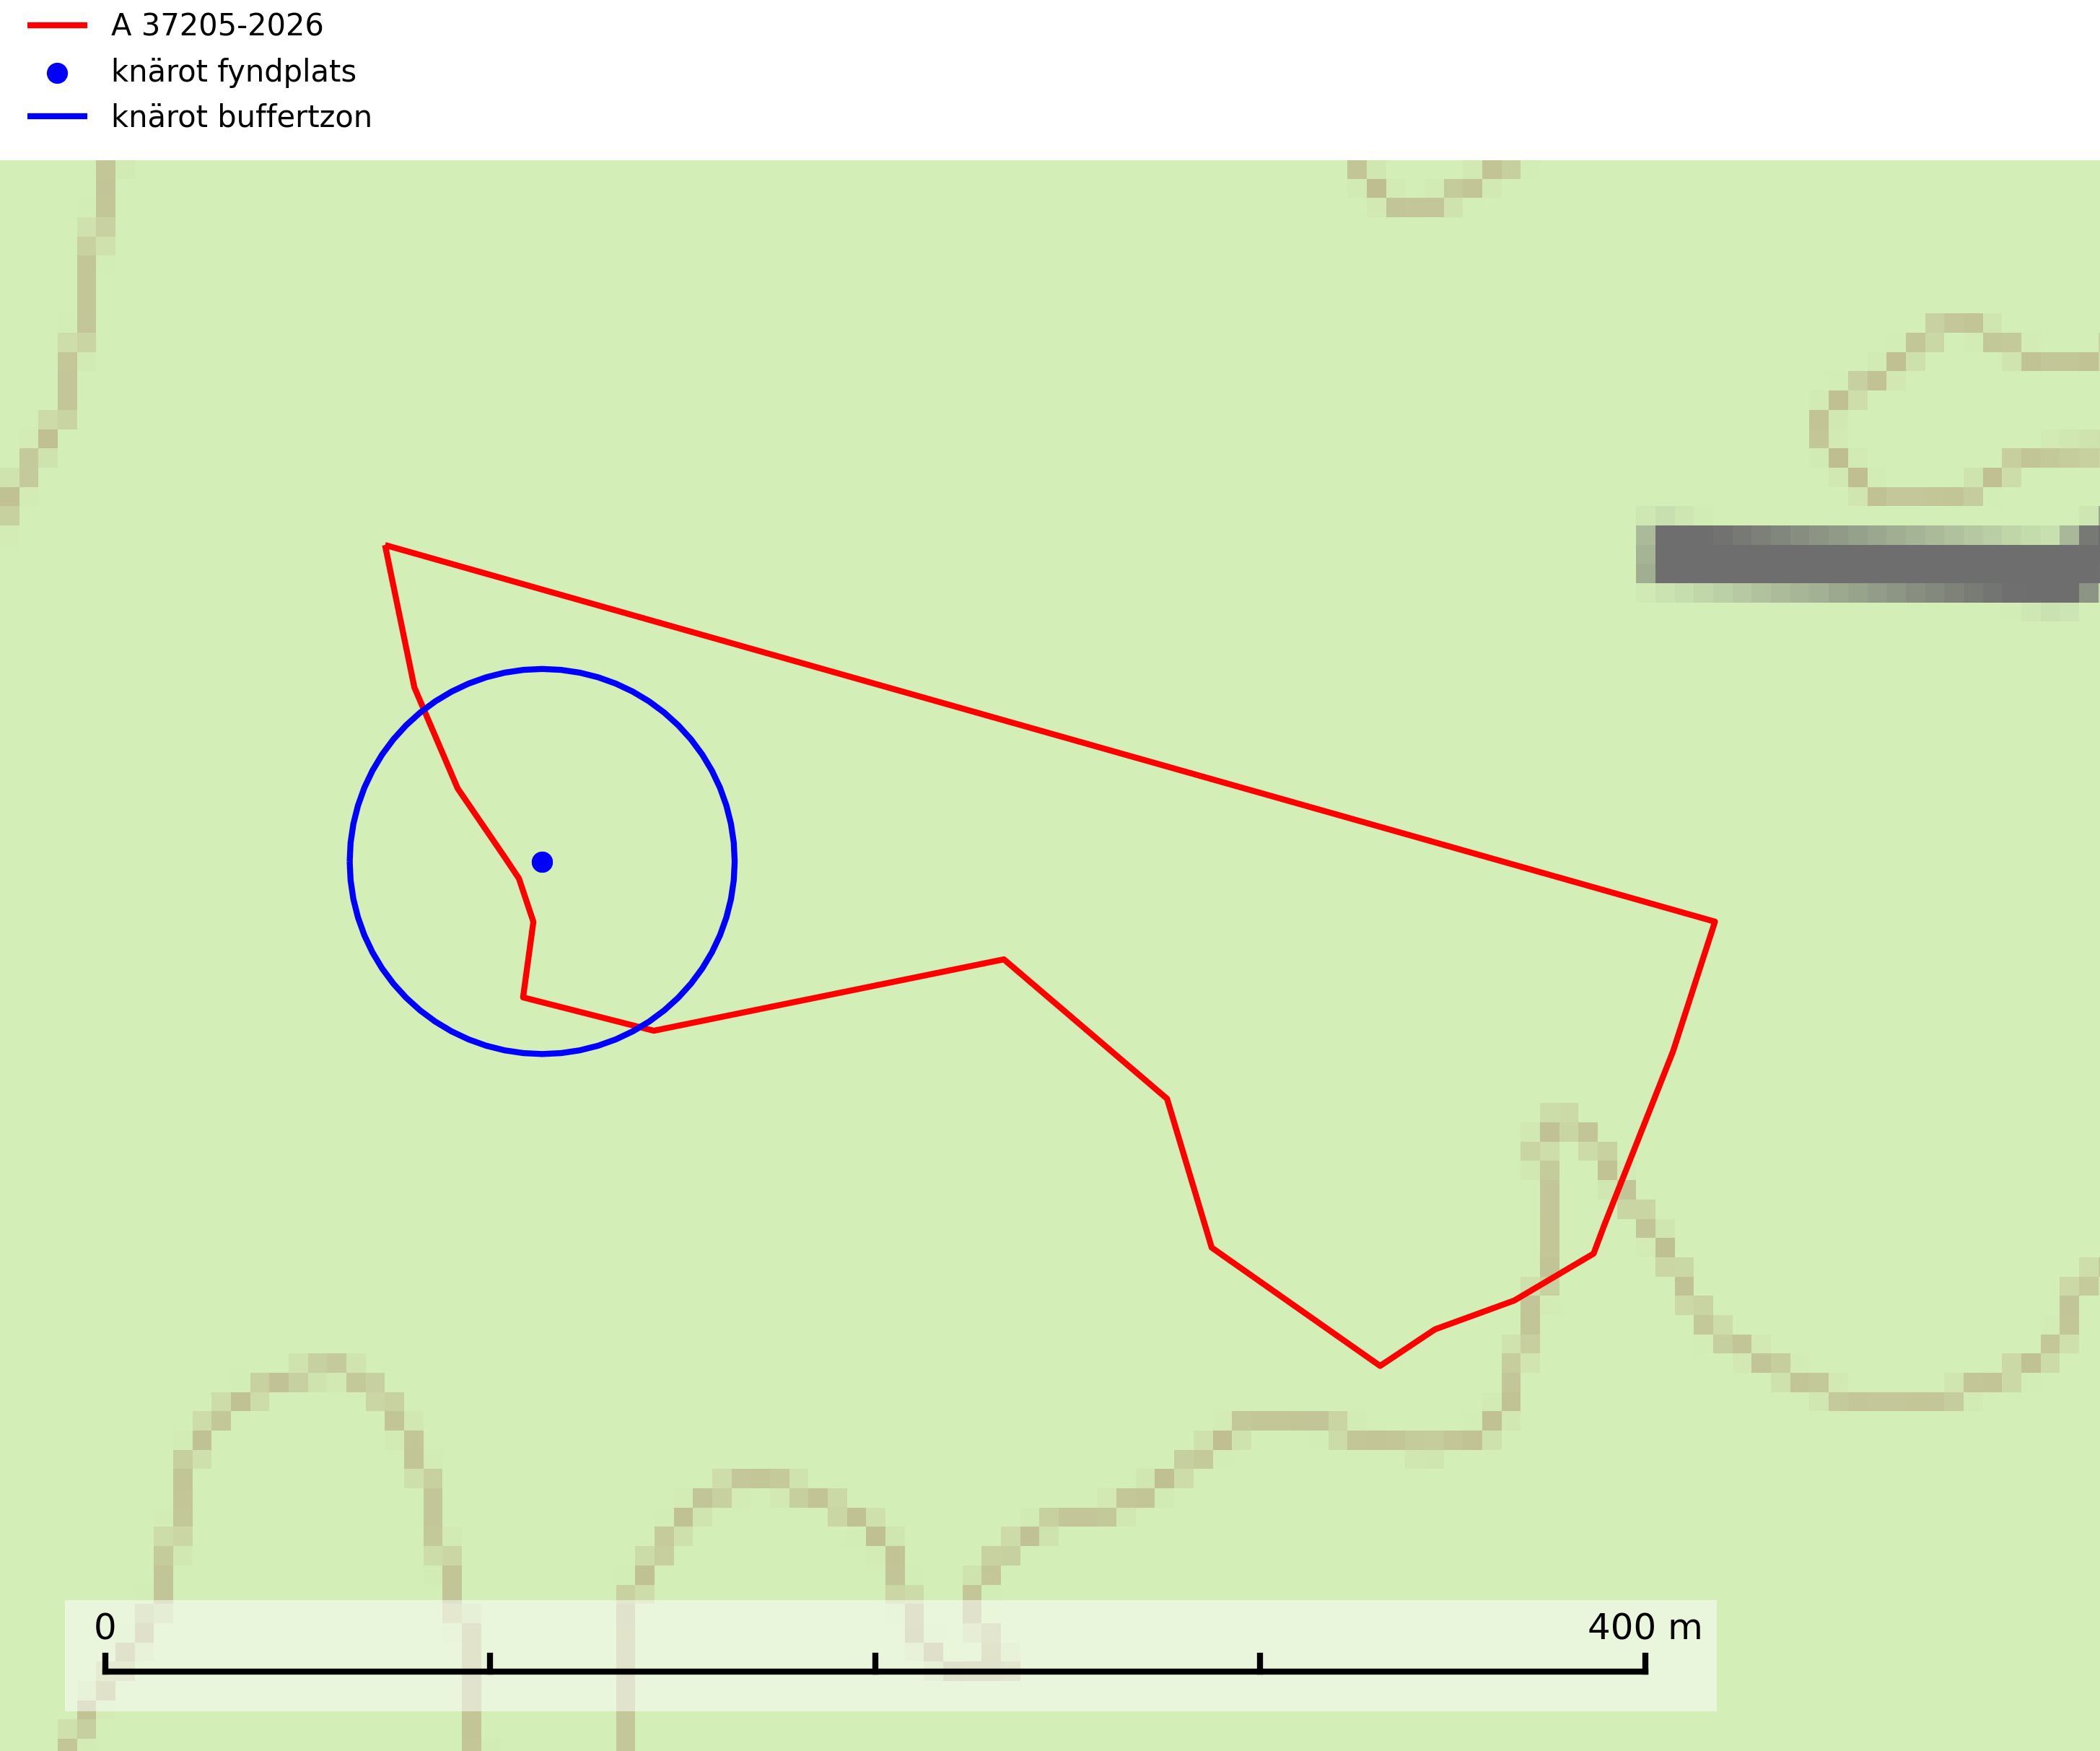 A 37205-2026
knärot fyndplats
knärot buffertzon
0
400 m